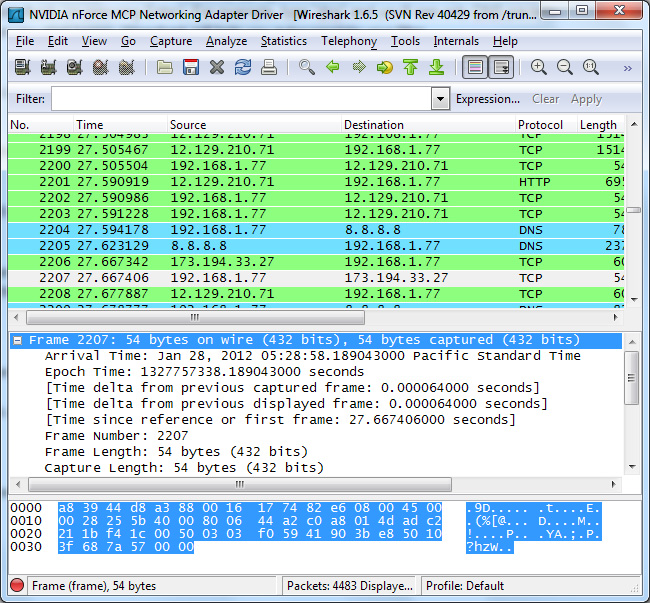 NVIDIA nForce MCP Networking Adapter Driver [Wireshark 1.6.5 (SVN Rev 40429 from /trun...
File Edit View Go Capture Analyze Statistics Telephony Tools Internals Help
Filter: Expression... Clear Apply
No. Time Source Destination Protocol Length
2198 27.504985 12.129.210.71 192.168.1.77 TCP 1514
2199 27.505467 12.129.210.71 192.168.1.77 TCP 1514
2200 27.505504 192.168.1.77 12.129.210.71 TCP 54
2201 27.590919 12.129.210.71 192.168.1.77 HTTP 695
2202 27.590986 192.168.1.77 12.129.210.71 TCP 54
2203 27.591228 192.168.1.77 12.129.210.71 TCP 54
2204 27.594178 192.168.1.77 8.8.8.8 DNS 78
2205 27.623129 8.8.8.8 192.168.1.77 DNS 237
2206 27.667342 173.194.33.27 192.168.1.77 TCP 60
2207 27.667406 192.168.1.77 173.194.33.27 TCP 54
2208 27.677887 12.129.210.71 192.168.1.77 TCP 60
Frame 2207: 54 bytes on wire (432 bits), 54 bytes captured (432 bits)
Arrival Time: Jan 28, 2012 05:28:58.189043000 Pacific Standard Time
Epoch Time: 1327757338.189043000 seconds
[Time delta from previous captured frame: 0.000064000 seconds]
[Time delta from previous displayed frame: 0.000064000 seconds]
[Time since reference or first frame: 27.667406000 seconds]
Frame Number: 2207
Frame Length: 54 bytes (432 bits)
Capture Length: 54 bytes (432 bits)
0000 a8 39 44 d8 a3 88 00 16 17 74 82 e6 08 00 45 00 .9D..... .t....E.
0010 00 28 25 5b 40 00 80 06 44 a2 c0 a8 01 4d ad c2 .(%[@... D....M..
0020 21 1b f4 1c 00 50 03 03 f0 59 41 90 3b e8 50 10 !....P.. .YA.;.P.
0030 3f 68 7a 57 00 00 ?hzW..
Frame (frame), 54 bytes Packets: 4483 Displaye... Profile: Default